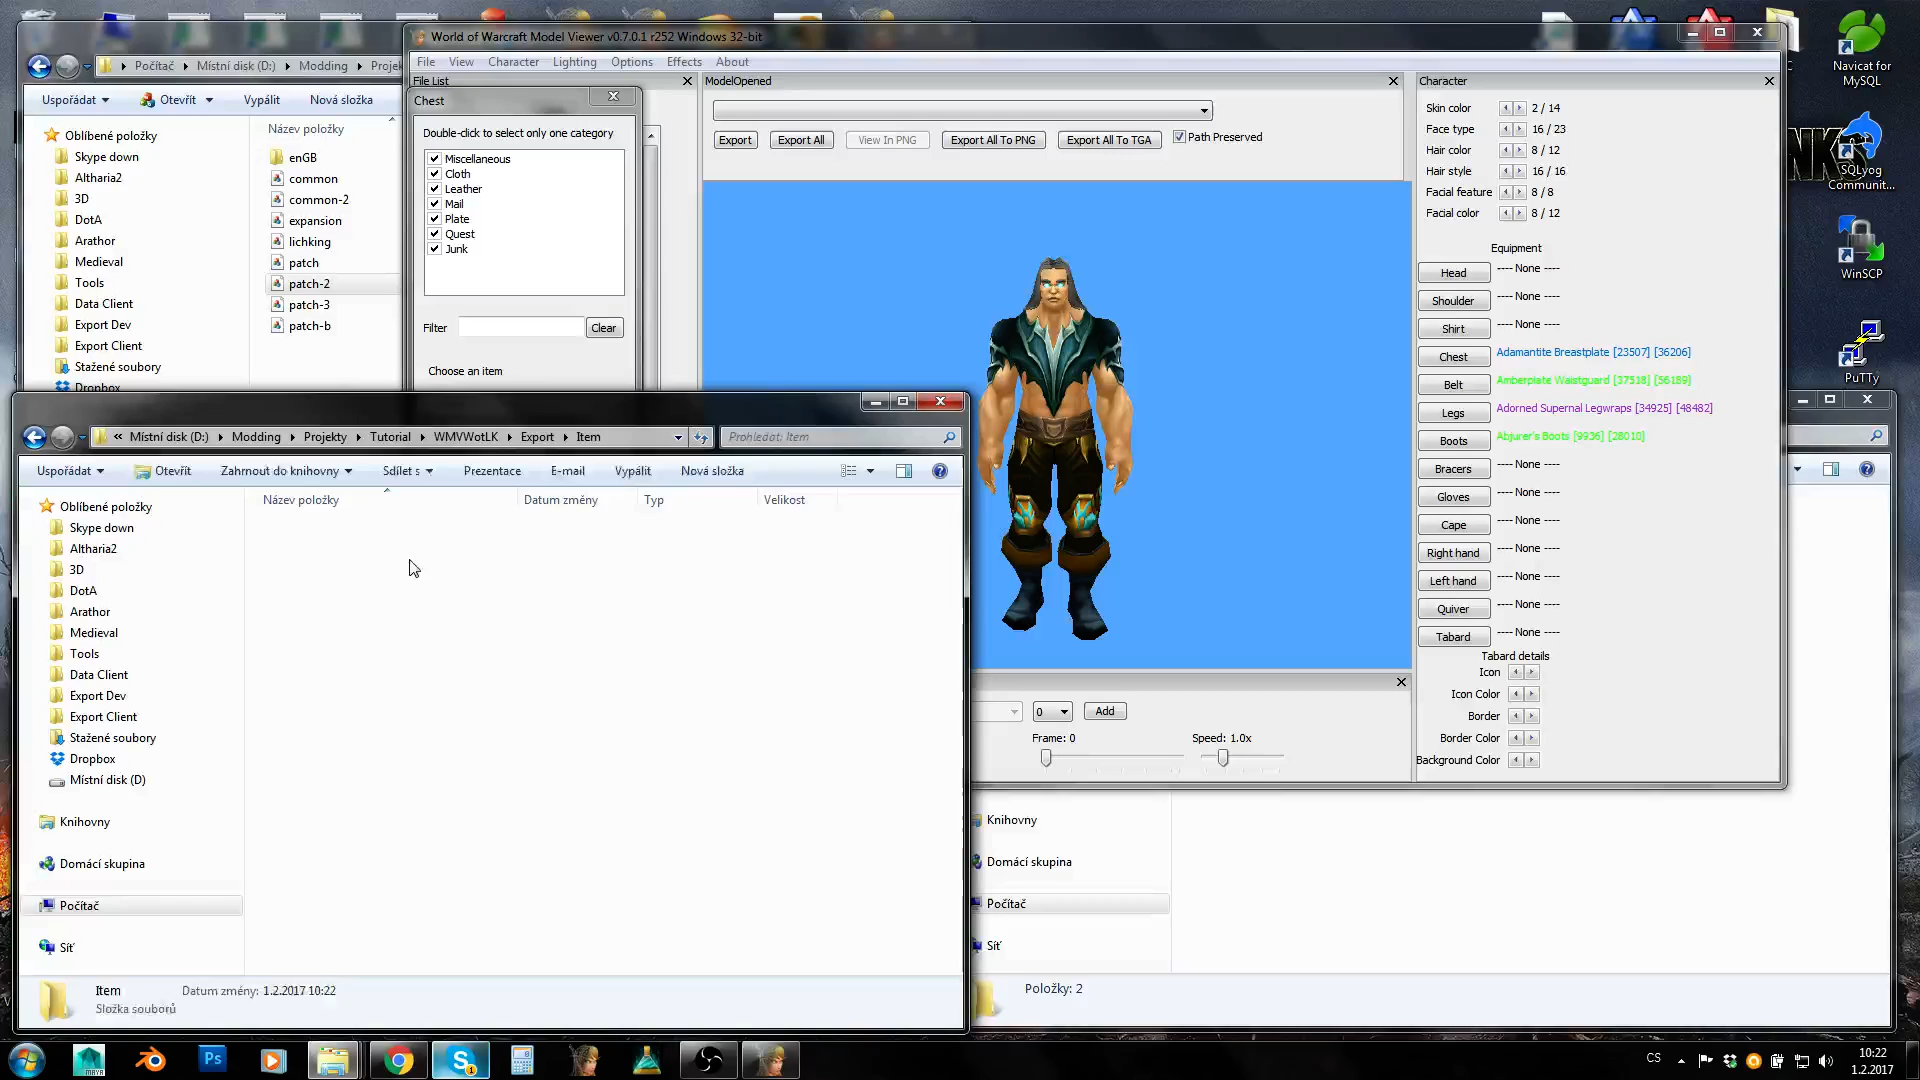 World of Warcraft Model Viewer v0.7.0.1 r252 Windows 32-bit
Počítač Místní disk (D:) Modding
Uspořádat Otevřít Vypálit Nová složka
Oblíbené položky
Skype down
Altharia2
3D
DotA
Arathor
Medieval
Tools
Data Client
Export Dev
Export Client
Stažené soubory
Dropbox
Název položky
enGB
common
common-2
expansion
lichking
patch
patch-2
patch-3
patch-b
File View Character Lighting Options Effects About
File List
Chest
Double-click to select only one category
Miscellaneous
Cloth
Leather
Mail
Plate
Quest
Junk
Filter
Clear
Choose an item
ModelOpened
Export Export All View In PNG Export All To PNG Export All To TGA Path Preserved
Character
Skin color 2 / 14
Face type 16 / 23
Hair color 8 / 12
Hair style 16 / 16
Facial feature 8 / 8
Facial color 8 / 12
Equipment
Head ---- None ----
Shoulder ---- None ----
Shirt ---- None ----
Chest Adamantite Breastplate [23507] [36206]
Belt Amberplate Waistguard [37518] [56189]
Legs Adorned Supernal Legwraps [34925] [48482]
Boots Abjurer's Boots [9936] [28010]
Bracers ---- None ----
Gloves ---- None ----
Cape ---- None ----
Right hand ---- None ----
Left hand ---- None ----
Quiver ---- None ----
Tabard ---- None ----
Tabard details
Icon
Icon Color
Border
Border Color
Background Color
0 Add
Frame: 0 Speed: 1.0x
« Místní disk (D:) Modding Projekty Tutorial WMVWotLK Export Item
Prohledat: Item
Uspořádat Otevřít Zahrnout do knihovny Sdílet s Prezentace E-mail Vypálit Nová složka
Název položky Datum změny Typ Velikost
Oblíbené položky
Skype down
Altharia2
3D
DotA
Arathor
Medieval
Tools
Data Client
Export Dev
Export Client
Stažené soubory
Dropbox
Místní disk (D)
Knihovny
Domácí skupina
Počítač
Síť
Item Datum změny: 1.2.2017 10:22
Složka souborů
Knihovny
Domácí skupina
Počítač
Síť
Položky: 2
Navicat for
MySQL
SQLyog
Communit...
WinSCP
PuTTy
MAYA
Ps
CS
10:22
1.2.2017